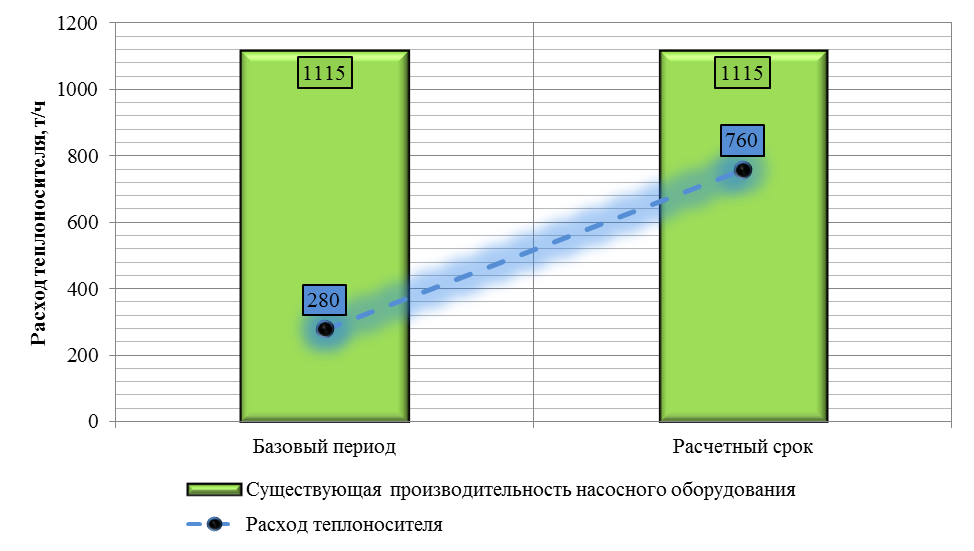 Расход теплоносителя, т/ч
1200
1000
800
600
400
200
0
1115
1115
280
760
Базовый период
Расчетный срок
Существующая производительность насосного оборудования
Расход теплоносителя